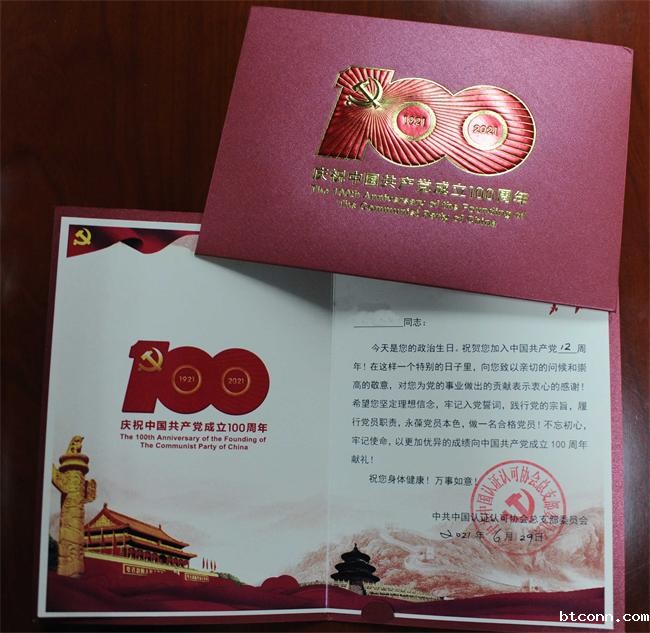 1921
2021
庆祝中国共产党成立100周年
The 100th Anniversary of the Founding of
The Communist Party of China
100
1921
2021
庆祝中国共产党成立100周年
The 100th Anniversary of the Founding of
The Communist Party of China
同志：
今天是您的政治生日。祝贺您加入中国共产党12周
年！在这样一个特别的日子里，向您致以亲切的问候和崇
高的敬意，对您为党的事业做出的贡献表示衷心的感谢！
希望您坚定理想信念，牢记入党誓词，践行党的宗旨，履
行党员职责，永葆党员本色，做一名合格党员！不忘初心，
牢记使命，以更加优异的成绩向中国共产党成立100周年
献礼！
祝您身体健康！万事如意！
中共中国认证认可协会总支部委员会
2021年6月29日
btconn.com